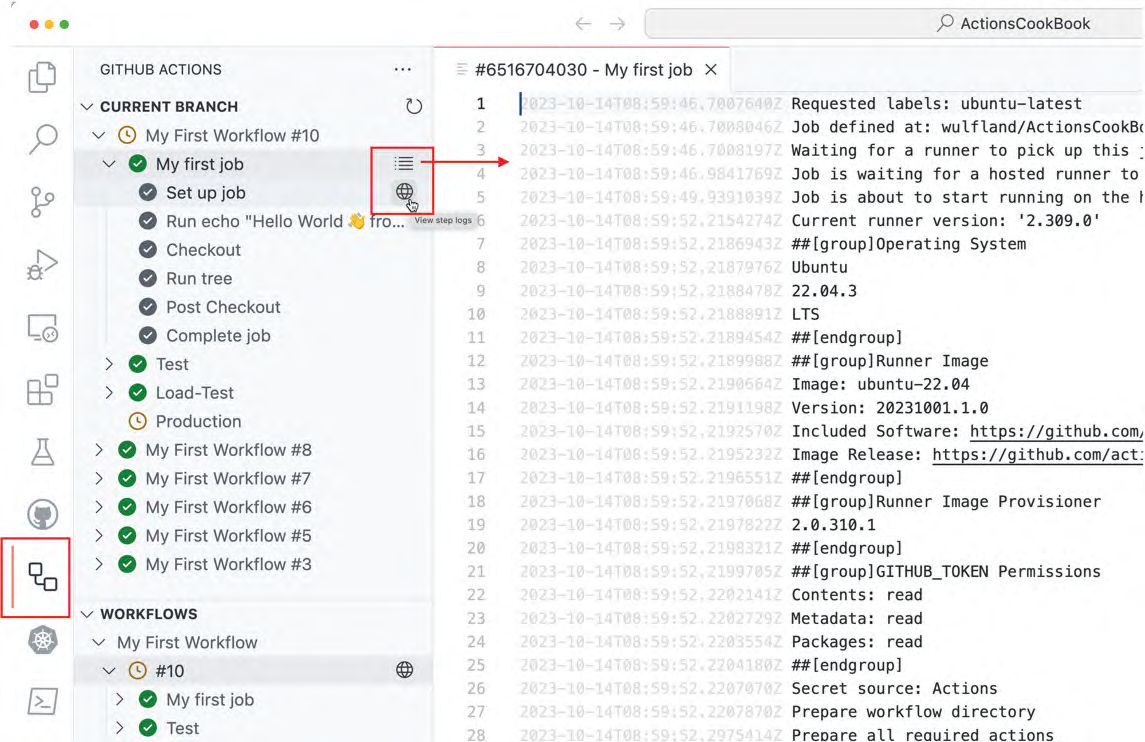 ActionsCookBook
GITHUB ACTIONS
CURRENT BRANCH
My First Workflow #10
My first job
Set up job
Run echo "Hello World 👋 fro...
View step logs
Checkout
Run tree
Post Checkout
Complete job
Test
Load-Test
Production
My First Workflow #8
My First Workflow #7
My First Workflow #6
My First Workflow #5
My First Workflow #3
WORKFLOWS
My First Workflow
#10
My first job
Test
#6516704030 - My first job
1 2023-10-14T08:59:46.7007640Z Requested labels: ubuntu-latest
2 2023-10-14T08:59:46.7008046Z Job defined at: wulfland/ActionsCookBo
3 2023-10-14T08:59:46.7008197Z Waiting for a runner to pick up this
4 2023-10-14T08:59:46.9841769Z Job is waiting for a hosted runner to
5 2023-10-14T08:59:49.9391039Z Job is about to start running on the h
6 2023-10-14T08:59:52.2154274Z Current runner version: '2.309.0'
7 2023-10-14T08:59:52.2186943Z ##[group]Operating System
8 2023-10-14T08:59:52.2187976Z Ubuntu
9 2023-10-14T08:59:52.2188478Z 22.04.3
10 2023-10-14T08:59:52.2188891Z LTS
11 2023-10-14T08:59:52.2189454Z ##[endgroup]
12 2023-10-14T08:59:52.2189988Z ##[group]Runner Image
13 2023-10-14T08:59:52.2190664Z Image: ubuntu-22.04
14 2023-10-14T08:59:52.2191198Z Version: 20231001.1.0
15 2023-10-14T08:59:52.2192570Z Included Software: https://github.com/
16 2023-10-14T08:59:52.2195232Z Image Release: https://github.com/act
17 2023-10-14T08:59:52.2196551Z ##[endgroup]
18 2023-10-14T08:59:52.2196968Z ##[group]Runner Image Provisioner
19 2023-10-14T08:59:52.2197822Z 2.0.310.1
20 2023-10-14T08:59:52.2198321Z ##[endgroup]
21 2023-10-14T08:59:52.2199705Z ##[group]GITHUB_TOKEN Permissions
22 2023-10-14T08:59:52.2202141Z Contents: read
23 2023-10-14T08:59:52.2202729Z Metadata: read
24 2023-10-14T08:59:52.2203554Z Packages: read
25 2023-10-14T08:59:52.2204180Z ##[endgroup]
26 2023-10-14T08:59:52.2207070Z Secret source: Actions
27 2023-10-14T08:59:52.2207870Z Prepare workflow directory
28 2023-10-14T08:59:52.2975414Z Prepare all required actions